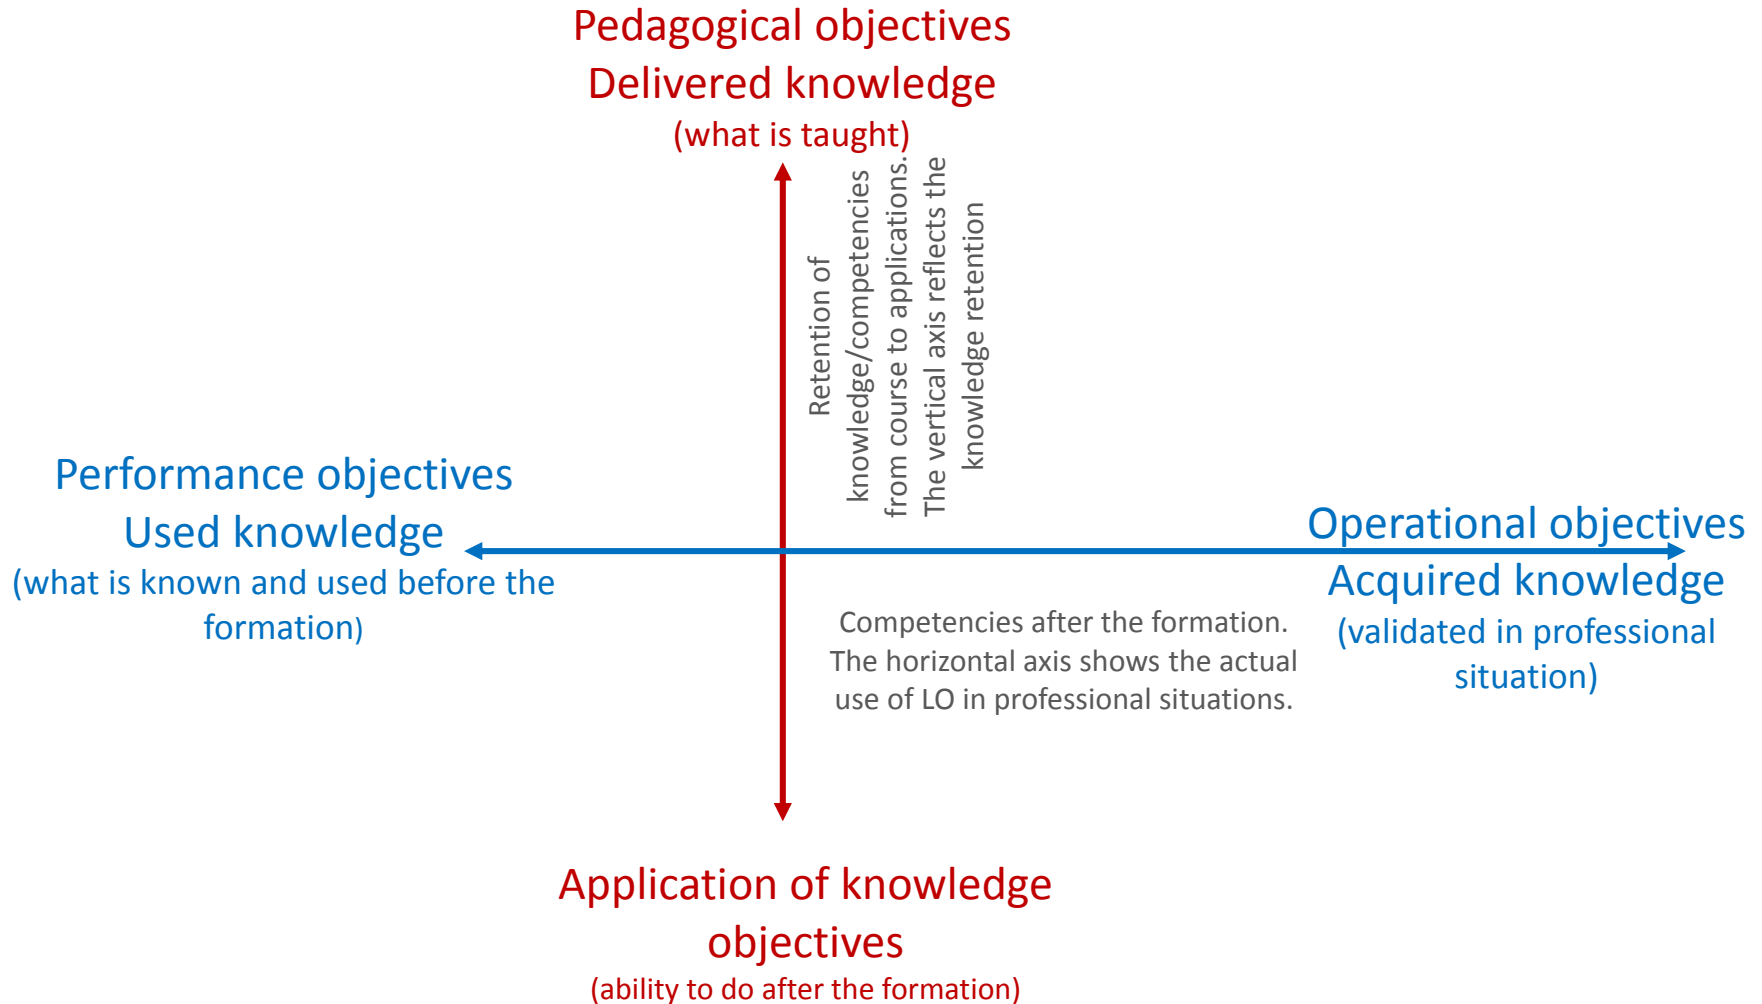 Pedagogical objectives
Delivered knowledge
(what is taught)
Retention of
knowledge/competencies
from course to applications.
The vertical axis reflects the
knowledge retention
Performance objectives
Used knowledge
(what is known and used before the
formation)
Operational objectives
Acquired knowledge
(validated in professional
situation)
Competencies after the formation.
The horizontal axis shows the actual
use of LO in professional situations.
Application of knowledge
objectives
(ability to do after the formation)